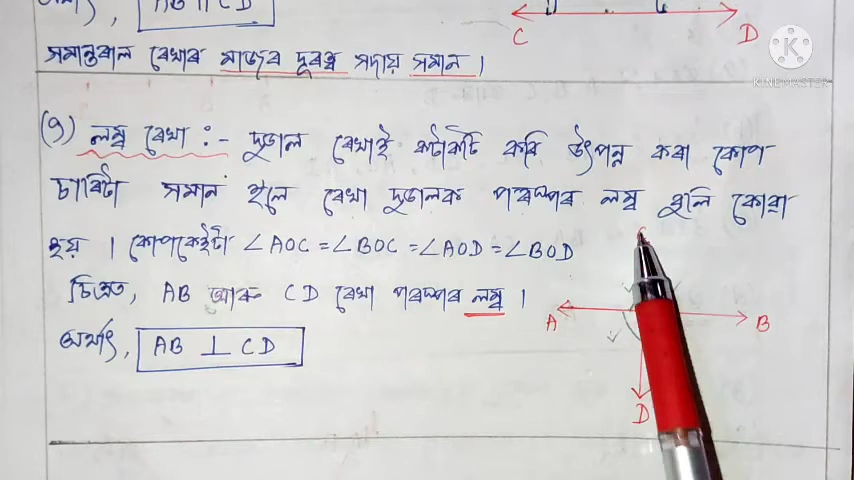 অর্থাৎ, AB || CD
C D
সমান্তৰাল ৰেখাৰ মাজৰ দূৰত্ব সদায় সমান ।
KINEMASTER
(9) লম্ব ৰেখা :- দুডাল ৰেখাই কটাকটি কৰি উৎপন্ন কৰা কোণ
চাৰিটা সমান হলে ৰেখা দুডালক পৰস্পৰ লম্ব বুলি কোৱা
হয় । কোণকেইটা ∠AOC = ∠BOC = ∠AOD = ∠BOD
চিত্ৰত, AB আৰু CD ৰেখা পৰস্পৰ লম্ব ।
A B
অৰ্থাৎ, AB ⊥ CD
D